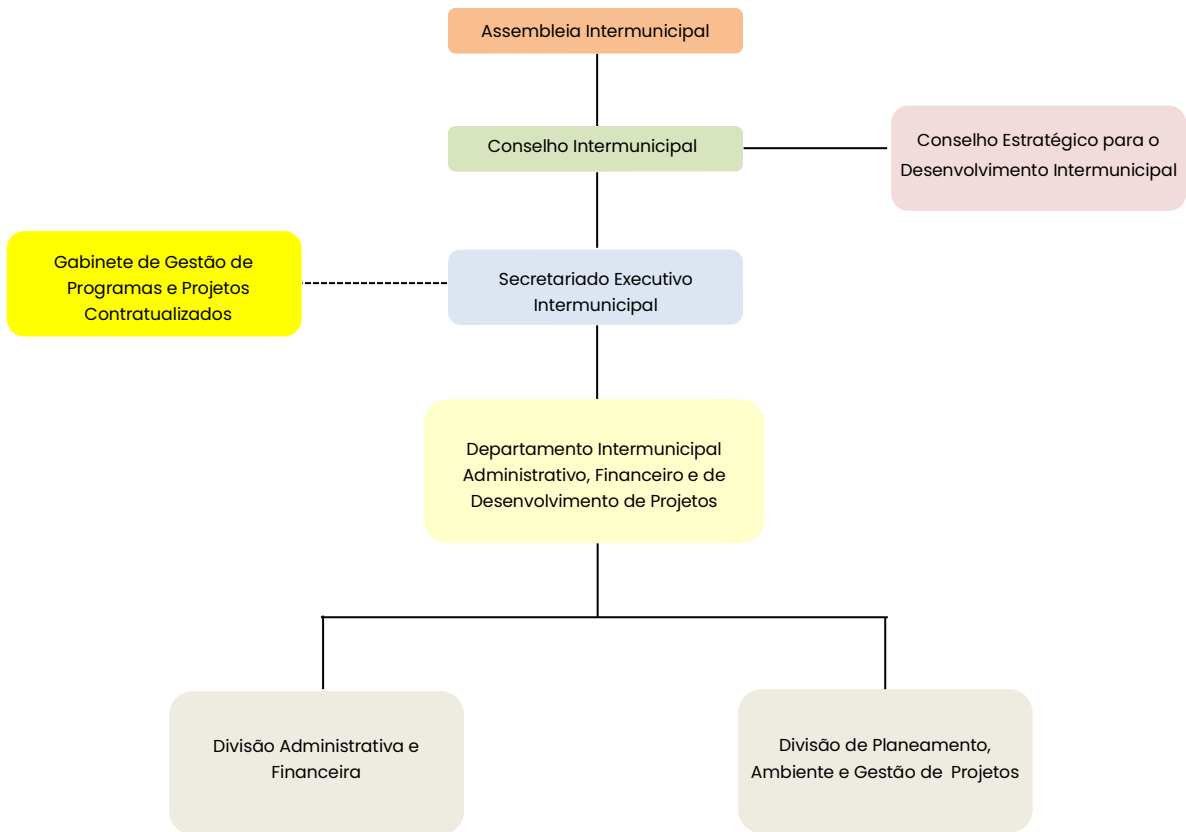 Assembleia Intermunicipal
Conselho Intermunicipal
Conselho Estratégico para o
Desenvolvimento Intermunicipal
Gabinete de Gestão de
Programas e Projetos
Contratualizados
Secretariado Executivo
Intermunicipal
Departamento Intermunicipal
Administrativo, Financeiro e de
Desenvolvimento de Projetos
Divisão Administrativa e
Financeira
Divisão de Planeamento,
Ambiente e Gestão de Projetos